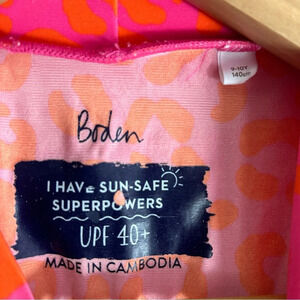 9-10Y
140cm
Boden
I HAVE SUN-SAFE
SUPERPOWERS
UPF 40+
MADE IN CAMBODIA